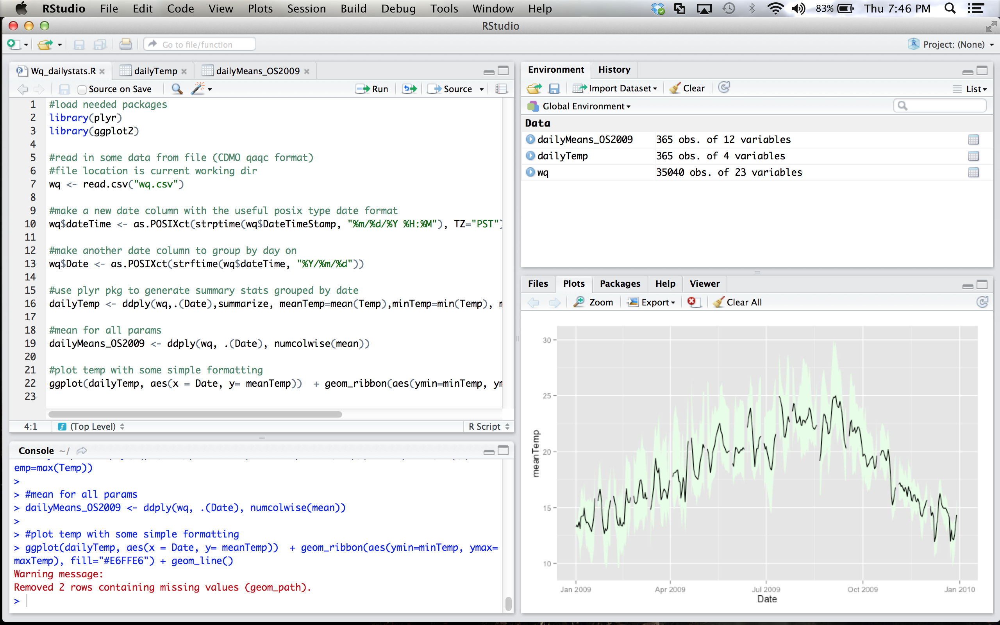 RStudio File Edit Code View Plots Session Build Debug Tools Window Help 83% Thu 7:46 PM
RStudio
Go to file/function Project: (None)
Wq_dailystats.R dailyTemp dailyMeans_OS2009
Source on Save Run Source
1 #load needed packages
2 library(plyr)
3 library(ggplot2)
4
5 #read in some data from file (CDMO qaqc format)
6 #file location is current working dir
7 wq <- read.csv("wq.csv")
8
9 #make a new date column with the useful posix type date format
10 wq$dateTime <- as.POSIXct(strptime(wq$DateTimeStamp, "%m/%d/%Y %H:%M"), TZ="PST")
11
12 #make another date column to group by day on
13 wq$Date <- as.POSIXct(strftime(wq$dateTime, "%Y/%m/%d"))
14
15 #use plyr pkg to generate summary stats grouped by date
16 dailyTemp <- ddply(wq,.(Date),summarize, meanTemp=mean(Temp),minTemp=min(Temp), m
17
18 #mean for all params
19 dailyMeans_OS2009 <- ddply(wq, .(Date), numcolwise(mean))
20
21 #plot temp with some simple formatting
22 ggplot(dailyTemp, aes(x = Date, y= meanTemp))  + geom_ribbon(aes(ymin=minTemp, ym
23
4:1 (Top Level) R Script
Console ~/
emp=max(Temp))
>
> #mean for all params
> dailyMeans_OS2009 <- ddply(wq, .(Date), numcolwise(mean))
>
> #plot temp with some simple formatting
> ggplot(dailyTemp, aes(x = Date, y= meanTemp))  + geom_ribbon(aes(ymin=minTemp, ymax=
maxTemp), fill="#E6FFE6") + geom_line()
Warning message:
Removed 2 rows containing missing values (geom_path).
>
Environment History
Import Dataset Clear List
Global Environment
Data
dailyMeans_OS2009 365 obs. of 12 variables
dailyTemp 365 obs. of 4 variables
wq 35040 obs. of 23 variables
Files Plots Packages Help Viewer
Zoom Export Clear All
30
25
20
15
10
meanTemp
Jan 2009 Apr 2009 Jul 2009 Oct 2009 Jan 2010
Date